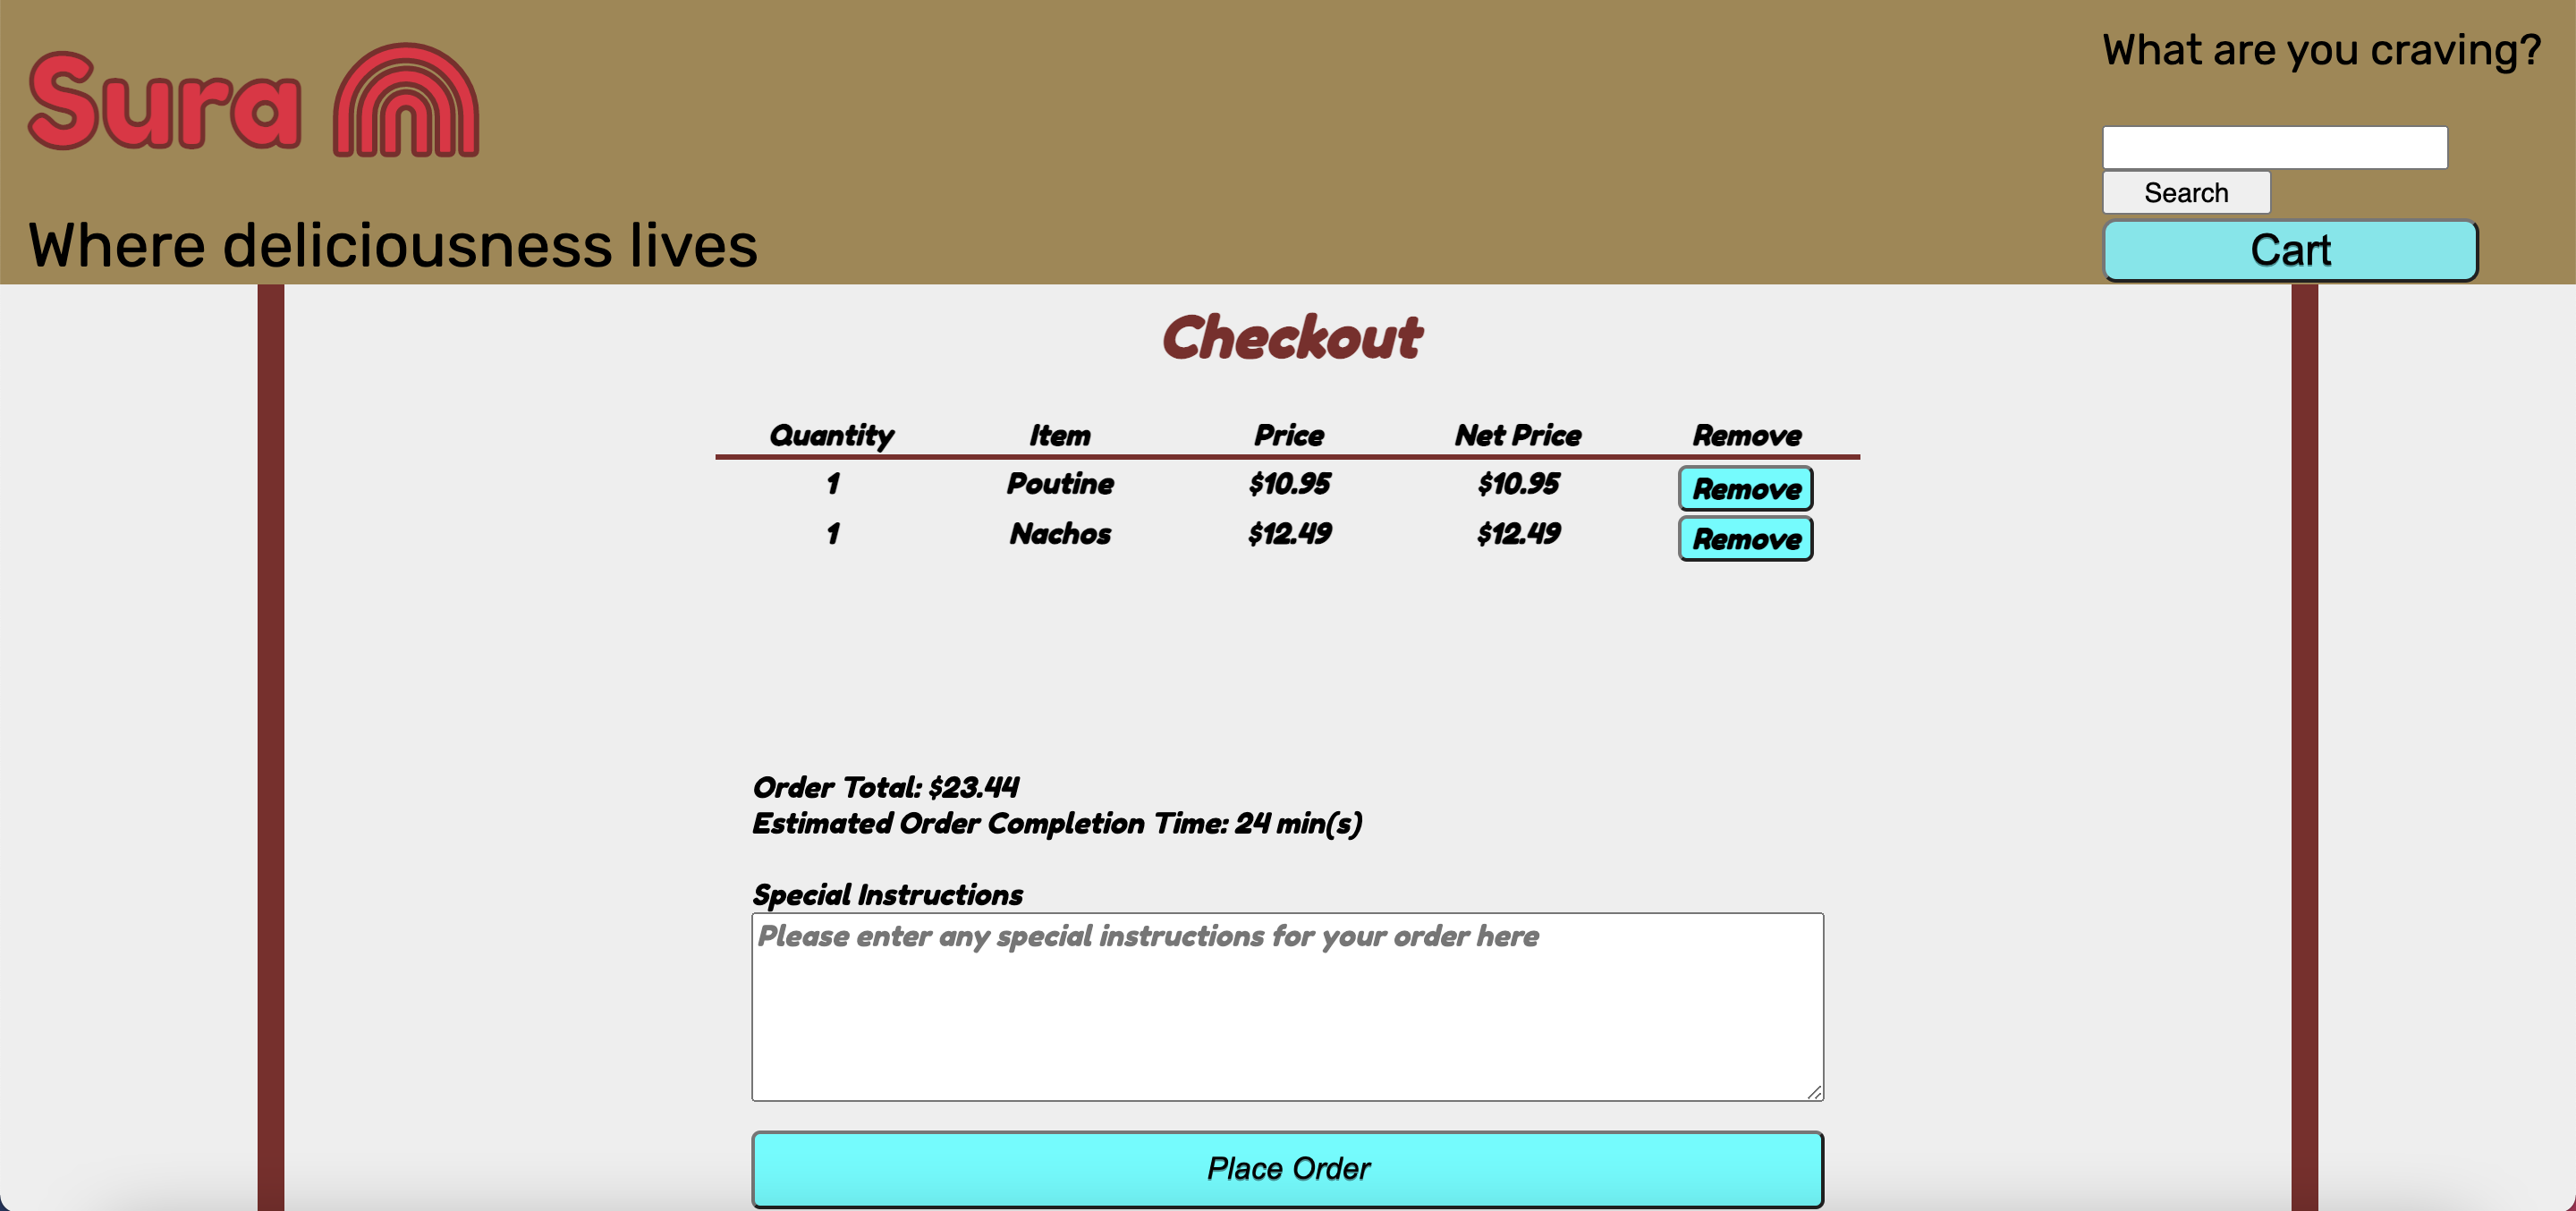 Sura
Where deliciousness lives
What are you craving?
Search
Cart
Checkout
Quantity Item Price Net Price Remove
1 Poutine $10.95 $10.95 Remove
1 Nachos $12.49 $12.49 Remove
Order Total: $23.44
Estimated Order Completion Time: 24 min(s)
Special Instructions
Please enter any special instructions for your order here
Place Order